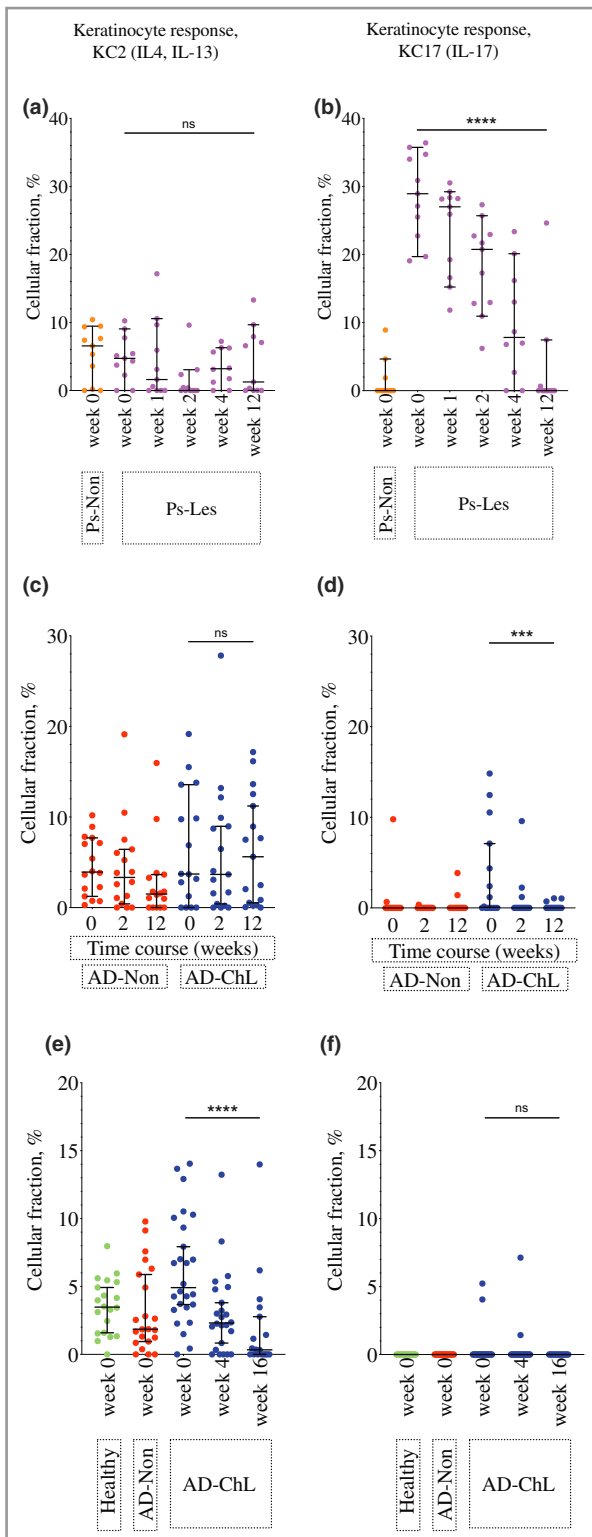 Keratinocyte response,
KC2 (IL4, IL-13)
Keratinocyte response,
KC17 (IL-17)
(a)
ns
Cellular fraction, %
40
30
20
10
0
week 0
week 0
week 1
week 2
week 4
week 12
Ps-Non
Ps-Les
(b)
****
Cellular fraction, %
40
30
20
10
0
week 0
week 0
week 1
week 2
week 4
week 12
Ps-Non
Ps-Les
(c)
ns
Cellular fraction, %
30
20
10
0
0 2 12 0 2 12
Time course (weeks)
AD-Non AD-ChL
(d)
***
Cellular fraction, %
30
20
10
0
0 2 12 0 2 12
Time course (weeks)
AD-Non AD-ChL
(e)
****
Cellular fraction, %
20
15
10
5
0
week 0
week 0
week 0
week 4
week 16
Healthy
AD-Non
AD-ChL
(f)
ns
Cellular fraction, %
20
15
10
5
0
week 0
week 0
week 0
week 4
week 16
Healthy
AD-Non
AD-ChL